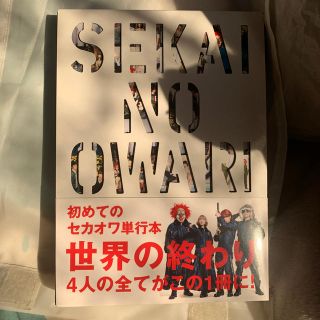 SEKAI
NO
OWARI
初めての
セカオワ単行本
世界の終わり
4人の全てがこの1冊に!